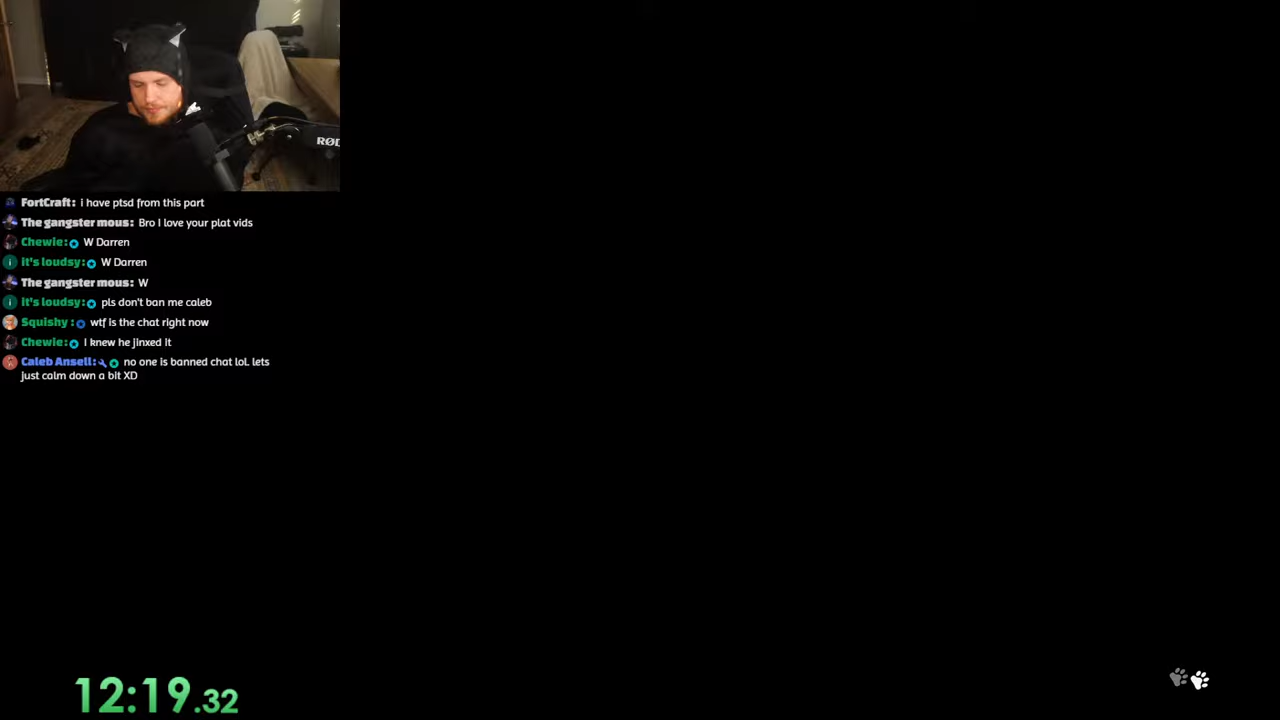 RØD
FortCraft: i have ptsd from this part
The gangster mous: Bro I love your plat vids
Chewie: W Darren
it's loudsy: W Darren
The gangster mous: W
it's loudsy: pls don't ban me caleb
Squishy : wtf is the chat right now
Chewie: I knew he jinxed it
Caleb Ansell: no one is banned chat lol. lets
just calm down a bit XD
12:19.32